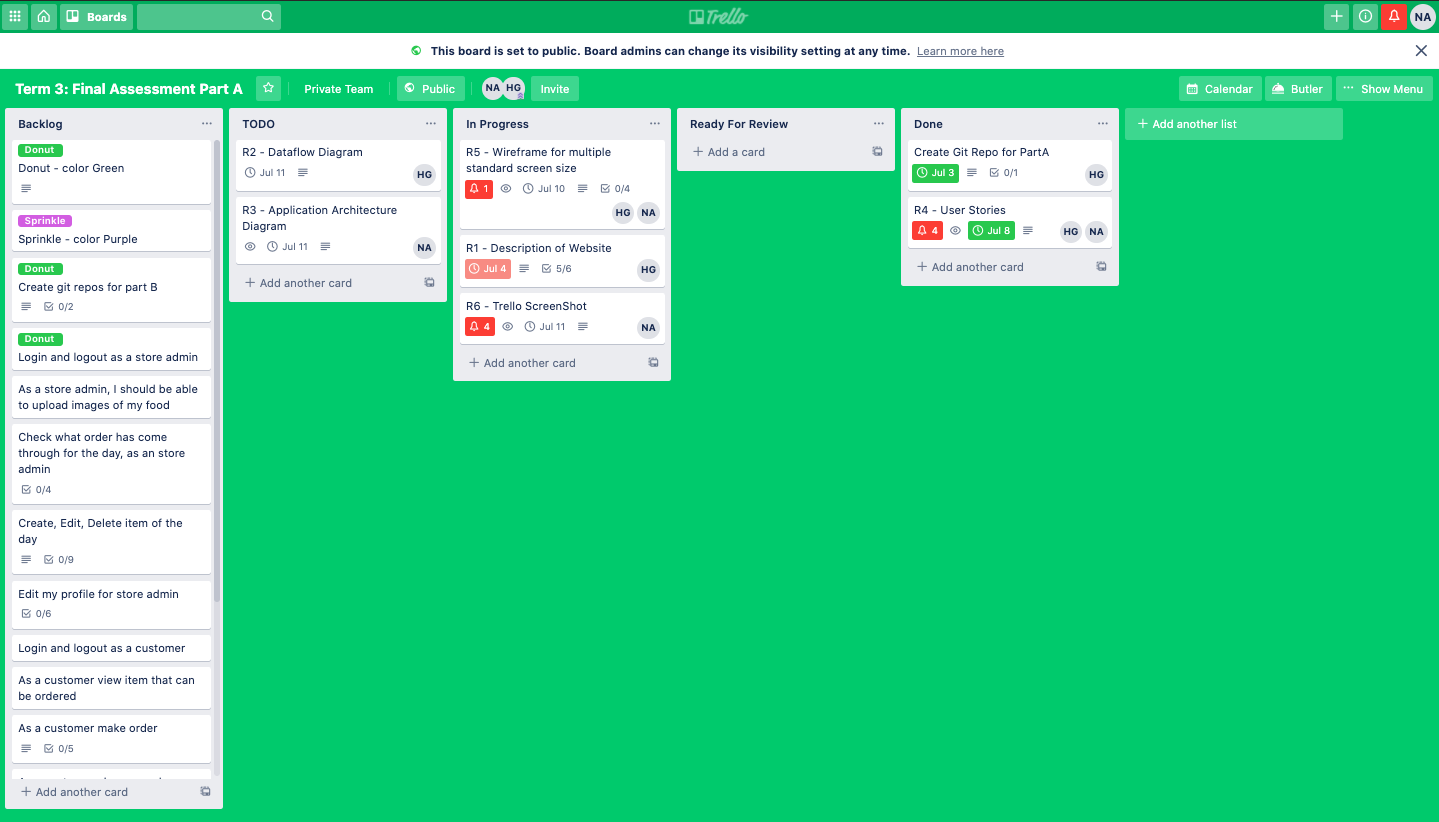 Boards
Trello
NA
This board is set to public. Board admins can change its visibility setting at any time. Learn more here
Term 3: Final Assessment Part A
Private Team
Public
NA HG
Invite
Calendar
Butler
Show Menu
Backlog
Donut
Donut - color Green
Sprinkle
Sprinkle - color Purple
Donut
Create git repos for part B
0/2
Donut
Login and logout as a store admin
As a store admin, I should be able
to upload images of my food
Check what order has come
through for the day, as an store
admin
0/4
Create, Edit, Delete item of the
day
0/9
Edit my profile for store admin
0/6
Login and logout as a customer
As a customer view item that can
be ordered
As a customer make order
0/5
Add another card
TODO
R2 - Dataflow Diagram
Jul 11
HG
R3 - Application Architecture
Diagram
Jul 11
NA
Add another card
In Progress
R5 - Wireframe for multiple
standard screen size
1 Jul 10 0/4
HG NA
R1 - Description of Website
Jul 4 5/6
HG
R6 - Trello ScreenShot
4 Jul 11
NA
Add another card
Ready For Review
Add a card
Done
Create Git Repo for PartA
Jul 3 0/1
HG
R4 - User Stories
4 Jul 8
HG NA
Add another card
Add another list